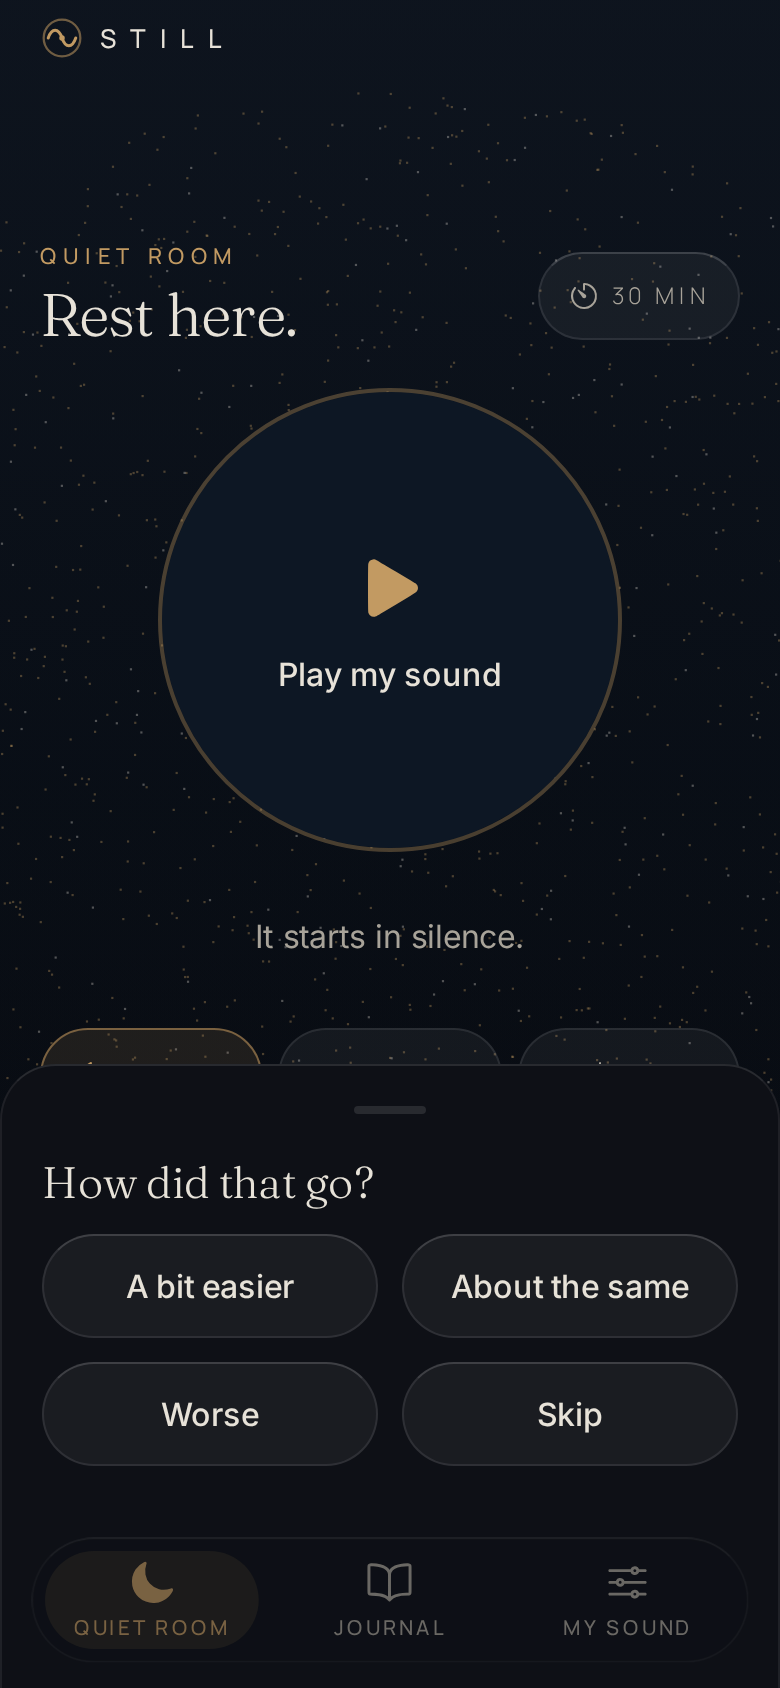 STILL
QUIET ROOM
Rest here.
30 MIN
Play my sound
It starts in silence.
How did that go?
A bit easier
About the same
Worse
Skip
QUIET ROOM
JOURNAL
MY SOUND